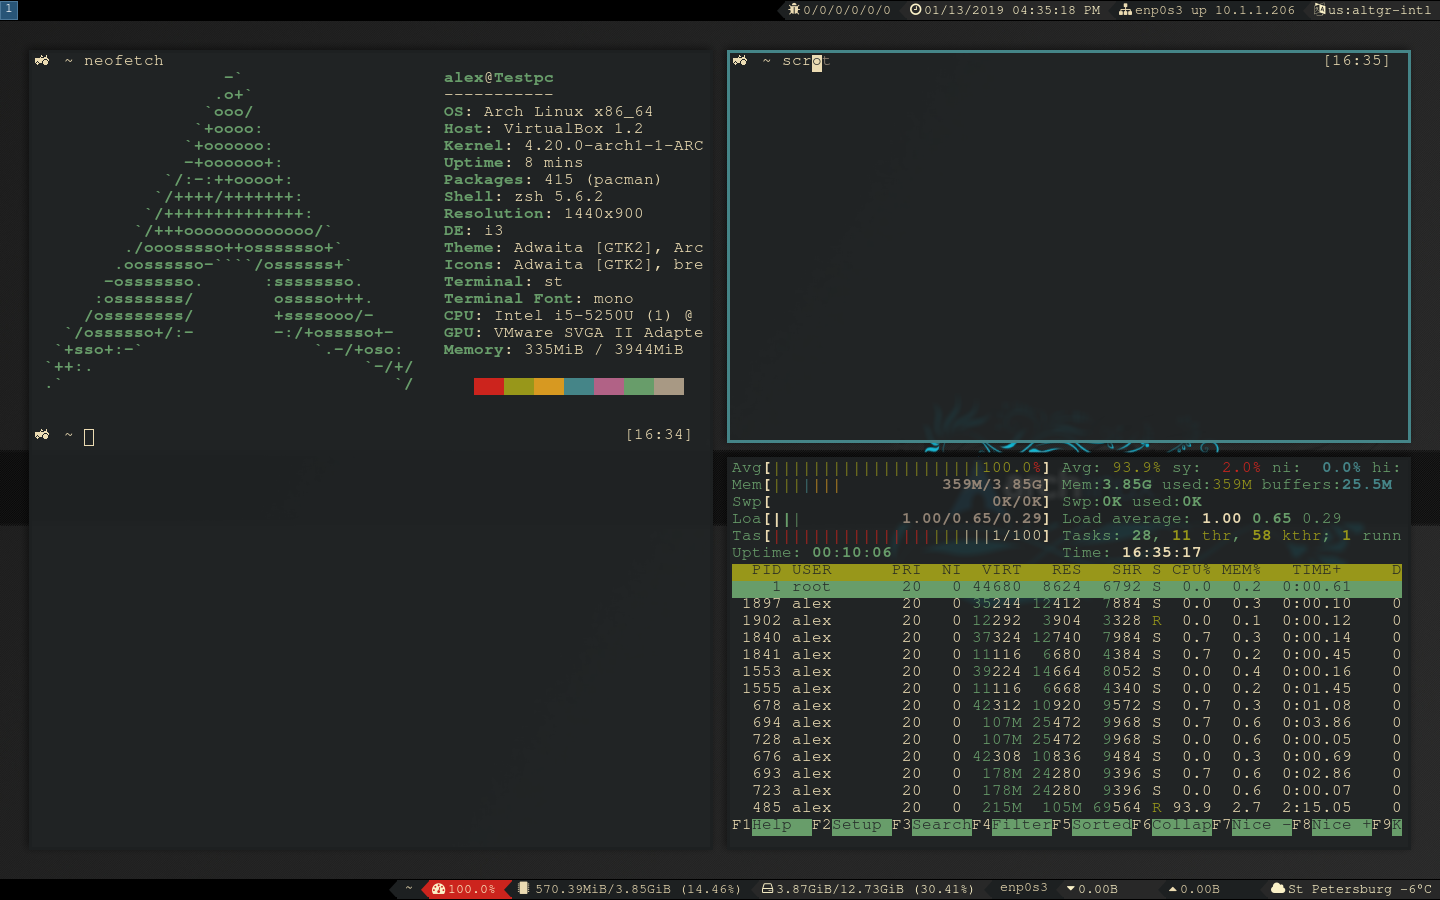 1 0/0/0/0/0/0 01/13/2019 04:35:18 PM enp0s3 up 10.1.1.206 us:altgr-intl
~ neofetch
alex@Testpc
-----------
OS: Arch Linux x86_64
Host: VirtualBox 1.2
Kernel: 4.20.0-arch1-1-ARC
Uptime: 8 mins
Packages: 415 (pacman)
Shell: zsh 5.6.2
Resolution: 1440x900
DE: i3
Theme: Adwaita [GTK2], Arc
Icons: Adwaita [GTK2], bre
Terminal: st
Terminal Font: mono
CPU: Intel i5-5250U (1) @
GPU: VMware SVGA II Adapte
Memory: 335MiB / 3944MiB
~ [16:34]
~ scrot [16:35]
Avg[|||||||||||||||||||||100.0%] Avg: 93.9% sy: 2.0% ni: 0.0% hi:
Mem[||||||| 359M/3.85G] Mem:3.85G used:359M buffers:25.5M
Swp[ 0K/0K] Swp:0K used:0K
Loa[||| 1.00/0.65/0.29] Load average: 1.00 0.65 0.29
Tas[||||||||||||||||||||||1/100] Tasks: 28, 11 thr, 58 kthr; 1 runn
Uptime: 00:10:06 Time: 16:35:17
PID USER PRI NI VIRT RES SHR S CPU% MEM% TIME+ D
1 root 20 0 44680 8624 6792 S 0.0 0.2 0:00.61
1897 alex 20 0 35244 12412 7884 S 0.0 0.3 0:00.10 0
1902 alex 20 0 12292 3904 3328 R 0.0 0.1 0:00.12 0
1840 alex 20 0 37324 12740 7984 S 0.7 0.3 0:00.14 0
1841 alex 20 0 11116 6680 4384 S 0.7 0.2 0:00.45 0
1553 alex 20 0 39224 14664 8052 S 0.0 0.4 0:00.16 0
1555 alex 20 0 11116 6668 4340 S 0.0 0.2 0:01.45 0
678 alex 20 0 42312 10920 9572 S 0.7 0.3 0:01.08 0
694 alex 20 0 107M 25472 9968 S 0.7 0.6 0:03.86 0
728 alex 20 0 107M 25472 9968 S 0.0 0.6 0:00.05 0
676 alex 20 0 42308 10836 9484 S 0.0 0.3 0:00.69 0
693 alex 20 0 178M 24280 9396 S 0.7 0.6 0:02.86 0
723 alex 20 0 178M 24280 9396 S 0.0 0.6 0:00.07 0
485 alex 20 0 215M 105M 69564 R 93.9 2.7 2:15.05 0
F1Help F2Setup F3SearchF4FilterF5SortedF6CollapF7Nice -F8Nice +F9K
~ 100.0% 570.39MiB/3.85GiB (14.46%) 3.87GiB/12.73GiB (30.41%) enp0s3 0.00B 0.00B St Petersburg -6°C